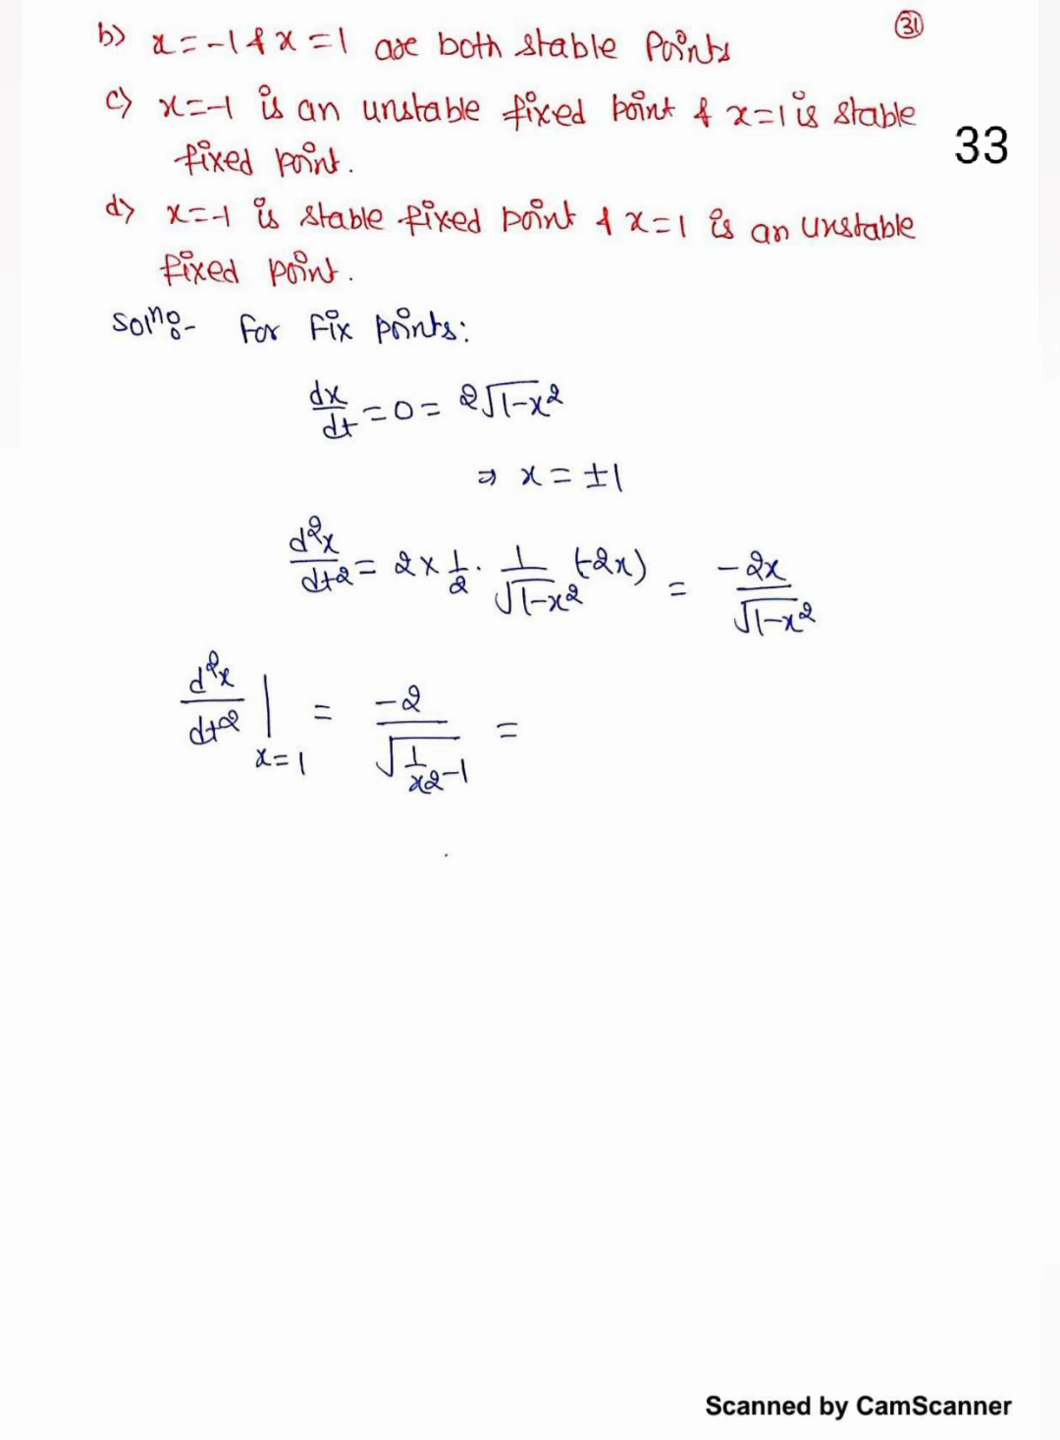 31
b) x = -1 & x = 1 are both stable Points
c) x=-1 is an unstable fixed point & x=1 is stable
33
fixed point.
d) x=-1 is stable fixed point & x=1 is an unstable
fixed point.
Solⁿ:- For Fix points:
dx/dt = 0 = 2√(1-x²)
⇒ x = ±1
d²x/dt² = 2 × 1/2 · 1/√(1-x²) (-2x) = -2x/√(1-x²)
d²x/dt² |ₓ₌₁ = -2/√(1/x²-1) =
Scanned by CamScanner